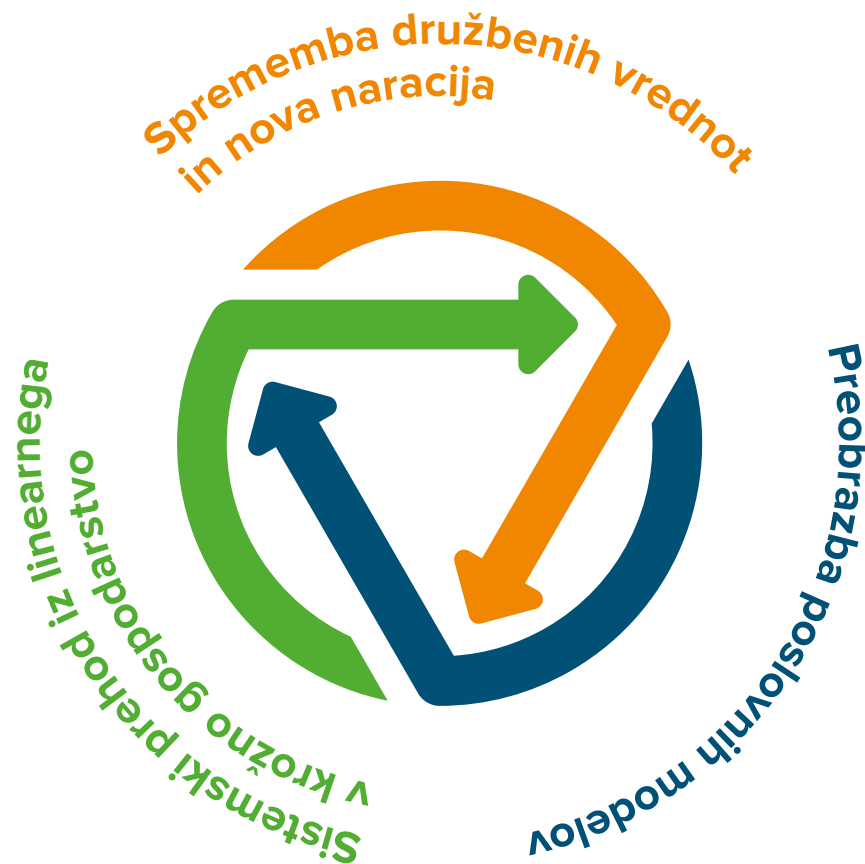 Sprememba družbenih vrednot
in nova naracija
Preobrazba poslovnih modelov
Sistemski prehod iz linearnega
v krožno gospodarstvo